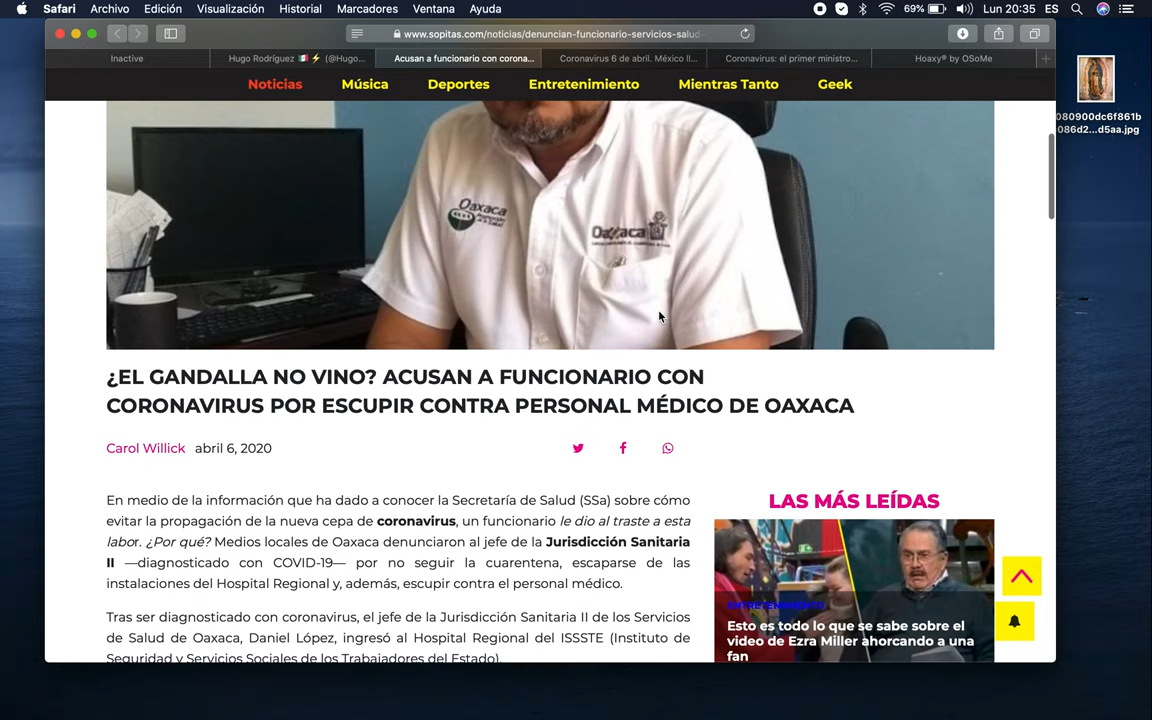 Safari Archivo Edición Visualización Historial Marcadores Ventana Ayuda 69% Lun 20:35 ES
www.sopitas.com/noticias/denuncian-funcionario-servicios-salud-
Inactive Hugo Rodríguez 🇲🇽⚡ (@Hugo... Acusan a funcionario con corona... Coronavirus 6 de abril. México II... Coronavirus: el primer ministro... Hoaxy® by OSoMe
Noticias Música Deportes Entretenimiento Mientras Tanto Geek
080900dc6f861b
086d2...d5aa.jpg
Oaxaca
Oaxaca
¿EL GANDALLA NO VINO? ACUSAN A FUNCIONARIO CON
CORONAVIRUS POR ESCUPIR CONTRA PERSONAL MÉDICO DE OAXACA
Carol Willick abril 6, 2020
En medio de la información que ha dado a conocer la Secretaría de Salud (SSa) sobre cómo
evitar la propagación de la nueva cepa de coronavirus, un funcionario le dio al traste a esta
labor. ¿Por qué? Medios locales de Oaxaca denunciaron al jefe de la Jurisdicción Sanitaria
II —diagnosticado con COVID-19— por no seguir la cuarentena, escaparse de las
instalaciones del Hospital Regional y, además, escupir contra el personal médico.
Tras ser diagnosticado con coronavirus, el jefe de la Jurisdicción Sanitaria II de los Servicios
de Salud de Oaxaca, Daniel López, ingresó al Hospital Regional del ISSSTE (Instituto de
Seguridad y Servicios Sociales de los Trabajadores del Estado).
LAS MÁS LEÍDAS
ENTRETENIMIENTO
Esto es todo lo que se sabe sobre el
video de Ezra Miller ahorcando a una
fan